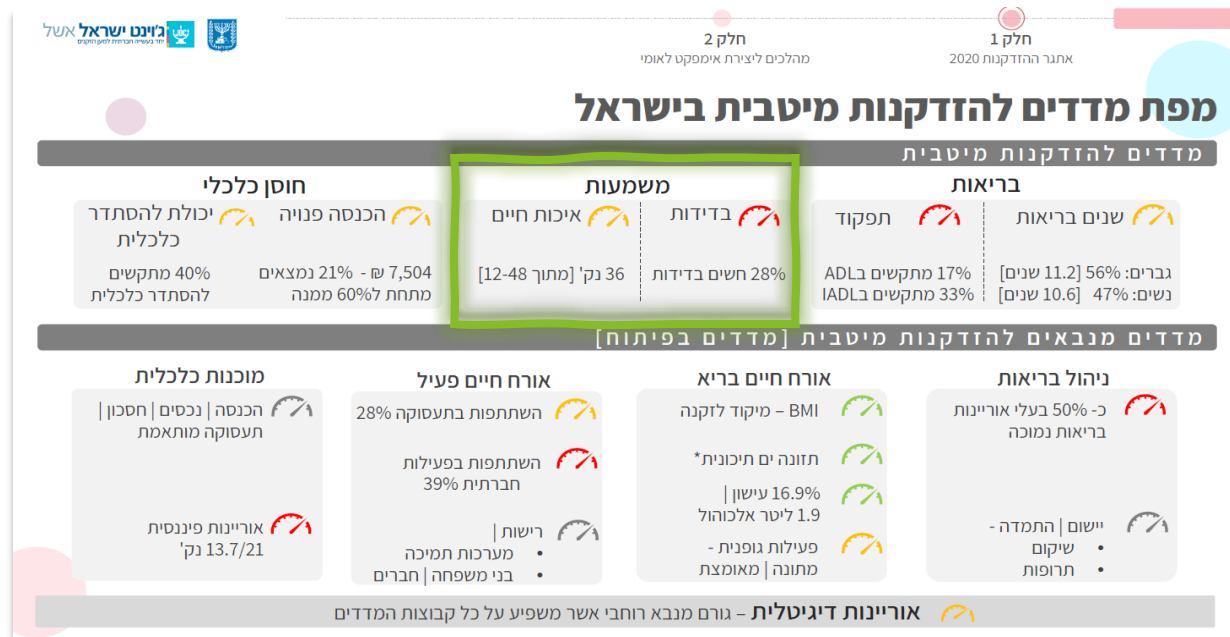 חלק 1
אתגר ההזדקנות 2020
חלק 2
מהלכים ליצירת אימפקט לאומי
ג'וינט ישראל אשל
יחד בעשייה חברתית למען הזקנים
מפת מדדים להזדקנות מיטבית בישראל
מדדים להזדקנות מיטבית
בריאות
שנים בריאות
גברים: 56% [11.2 שנים]
נשים: 47% [10.6 שנים]
תפקוד
17% מתקשים בADL
33% מתקשים בIADL
משמעות
בדידות
28% חשים בדידות
איכות חיים
36 נק' [מתוך 12-48]
חוסן כלכלי
הכנסה פנויה
7,504 ₪ - 21% נמצאים
מתחת ל60% ממנה
יכולת להסתדר
כלכלית
40% מתקשים
להסתדר כלכלית
מדדים מנבאים להזדקנות מיטבית [מדדים בפיתוח]
ניהול בריאות
כ- 50% בעלי אוריינות
בריאות נמוכה
יישום | התמדה -
• שיקום
• תרופות
אורח חיים בריא
BMI – מיקוד לזקנה
תזונה ים תיכונית*
16.9% עישון |
1.9 ליטר אלכוהול
פעילות גופנית -
מתונה | מאומצת
אורח חיים פעיל
השתתפות בתעסוקה 28%
השתתפות בפעילות
חברתית 39%
רישות |
• מערכות תמיכה
• בני משפחה | חברים
מוכנות כלכלית
הכנסה | נכסים | חסכון |
תעסוקה מותאמת
אוריינות פיננסית
13.7/21 נק'
אוריינות דיגיטלית – גורם מנבא רוחבי אשר משפיע על כל קבוצות המדדים